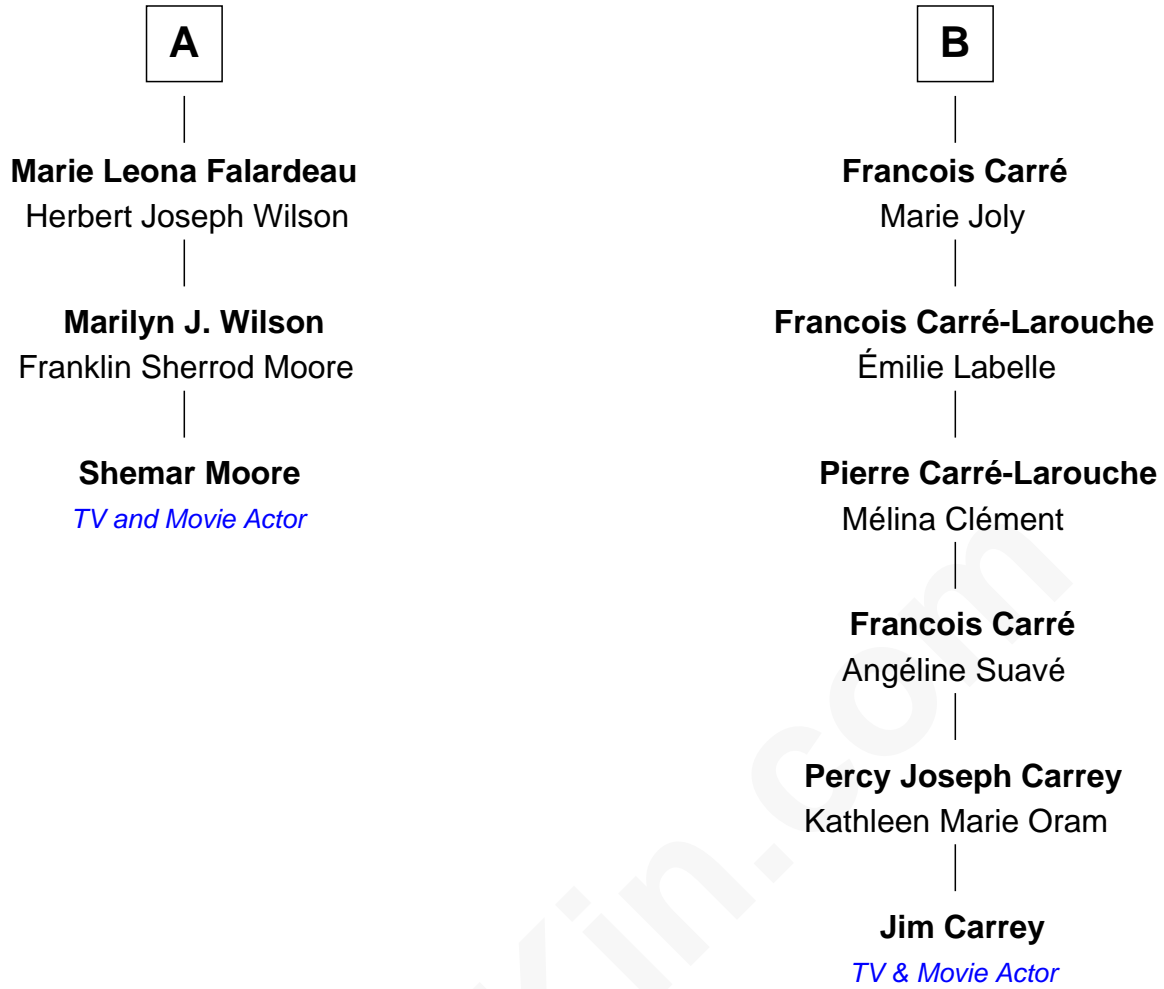 A
Marie Leona Falardeau
Herbert Joseph Wilson
Marilyn J. Wilson
Franklin Sherrod Moore
Shemar Moore
TV and Movie Actor
B
Francois Carré
Marie Joly
Francois Carré-Larouche
Émilie Labelle
Pierre Carré-Larouche
Mélina Clément
Francois Carré
Angéline Suavé
Percy Joseph Carrey
Kathleen Marie Oram
Jim Carrey
TV & Movie Actor
Kin.com